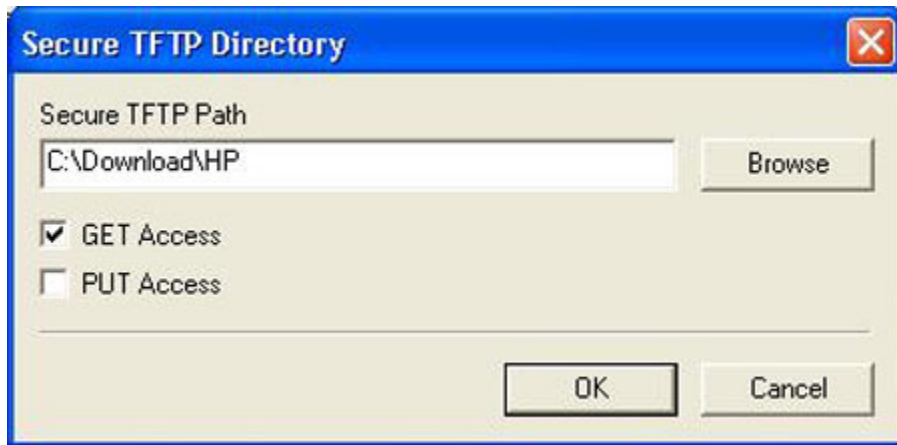 Secure TFTP Directory
Secure TFTP Path
C:\Download\HP
Browse
GET Access
PUT Access
OK
Cancel